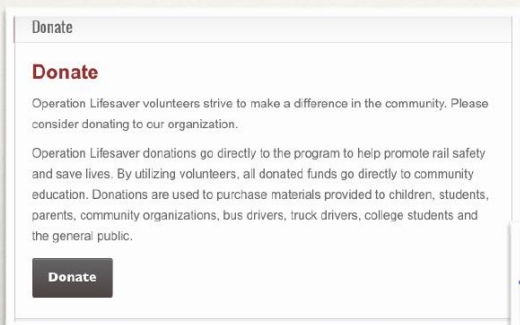 Donate
Donate
Operation Lifesaver volunteers strive to make a difference in the community. Please
consider donating to our organization.
Operation Lifesaver donations go directly to the program to help promote rail safety
and save lives. By utilizing volunteers, all donated funds go directly to community
education. Donations are used to purchase materials provided to children, students,
parents, community organizations, bus drivers, truck drivers, college students and
the general public.
Donate